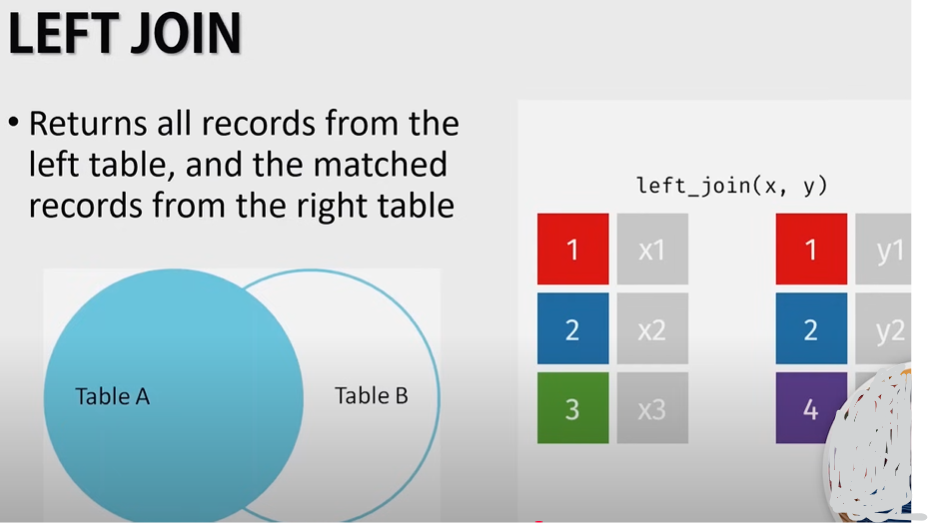 LEFT JOIN
• Returns all records from the
left table, and the matched
records from the right table
Table A
Table B
left_join(x, y)
1 x1 1 y1
2 x2 2 y2
3 x3 4